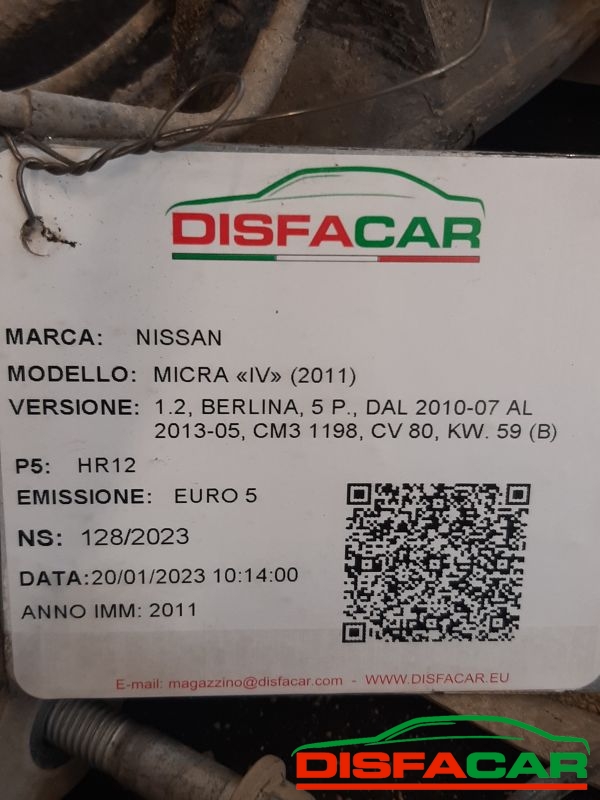 DISFACAR
MARCA: NISSAN
MODELLO: MICRA «IV» (2011)
VERSIONE: 1.2, BERLINA, 5 P., DAL 2010-07 AL
2013-05, CM3 1198, CV 80, KW. 59 (B)
P5: HR12
EMISSIONE: EURO 5
NS: 128/2023
DATA:20/01/2023 10:14:00
ANNO IMM: 2011
E-mail: magazzino@disfacar.com - WWW.DISFACAR.EU
DISFACAR